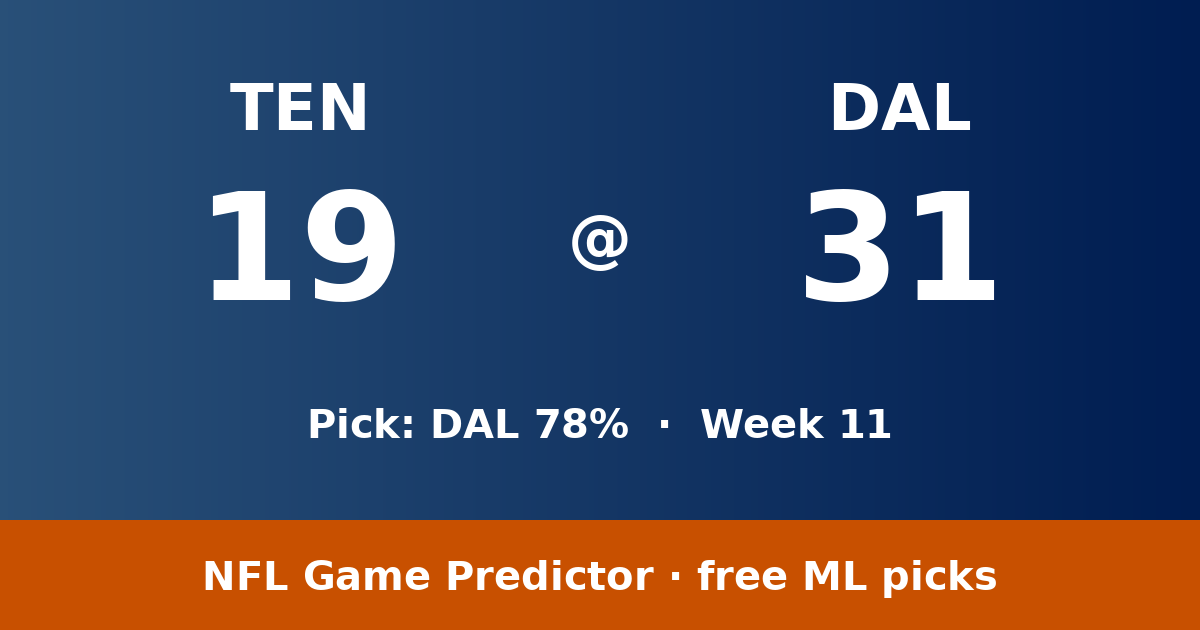 TEN
DAL
19
@
31
Pick: DAL 78% · Week 11
NFL Game Predictor · free ML picks